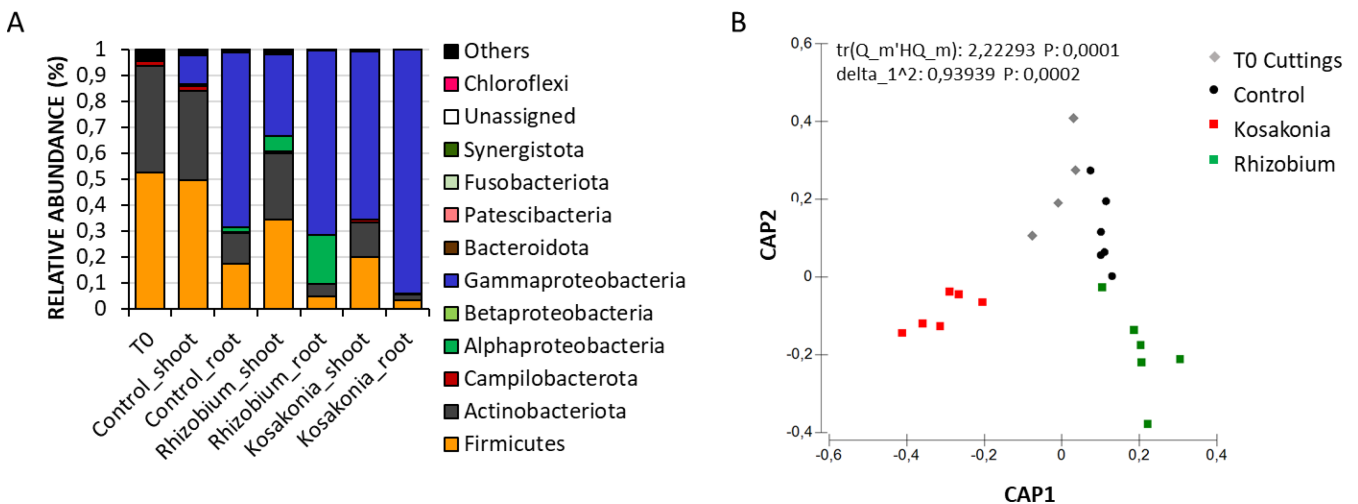 A
RELATIVE ABUNDANCE (%)
1
0,9
0,8
0,7
0,6
0,5
0,4
0,3
0,2
0,1
0
T0
Control_shoot
Control_root
Rhizobium_shoot
Rhizobium_root
Kosakonia_shoot
Kosakonia_root
Others
Chloroflexi
Unassigned
Synergistota
Fusobacteriota
Patescibacteria
Bacteroidota
Gammaproteobacteria
Betaproteobacteria
Alphaproteobacteria
Campilobacterota
Actinobacteriota
Firmicutes
B
tr(Q_m'HQ_m): 2,22293 P: 0,0001
delta_1^2: 0,93939 P: 0,0002
CAP2
0,6
0,4
0,2
0
-0,2
-0,4
-0,6
-0,4
-0,2
0
0,2
0,4
CAP1
T0 Cuttings
Control
Kosakonia
Rhizobium